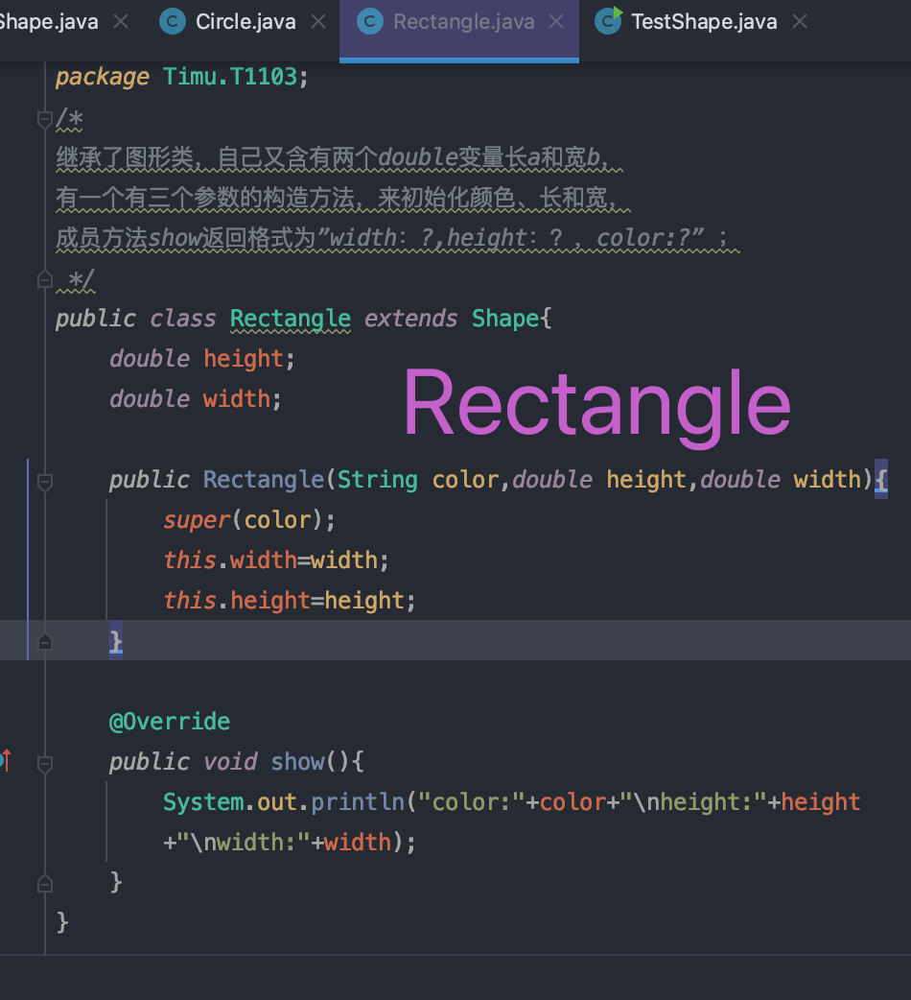 Shape.java Circle.java Rectangle.java TestShape.java
package Timu.T1103;
/*
继承了图形类，自己又含有两个double变量长a和宽b，
有一个有三个参数的构造方法，来初始化颜色、长和宽，
成员方法show返回格式为”width：?,height：？，color:?” ；
*/
public class Rectangle extends Shape{
double height;
double width;
Rectangle
public Rectangle(String color,double height,double width){
super(color);
this.width=width;
this.height=height;
}
@Override
public void show(){
System.out.println("color:"+color+"\nheight:"+height
+"\nwidth:"+width);
}
}